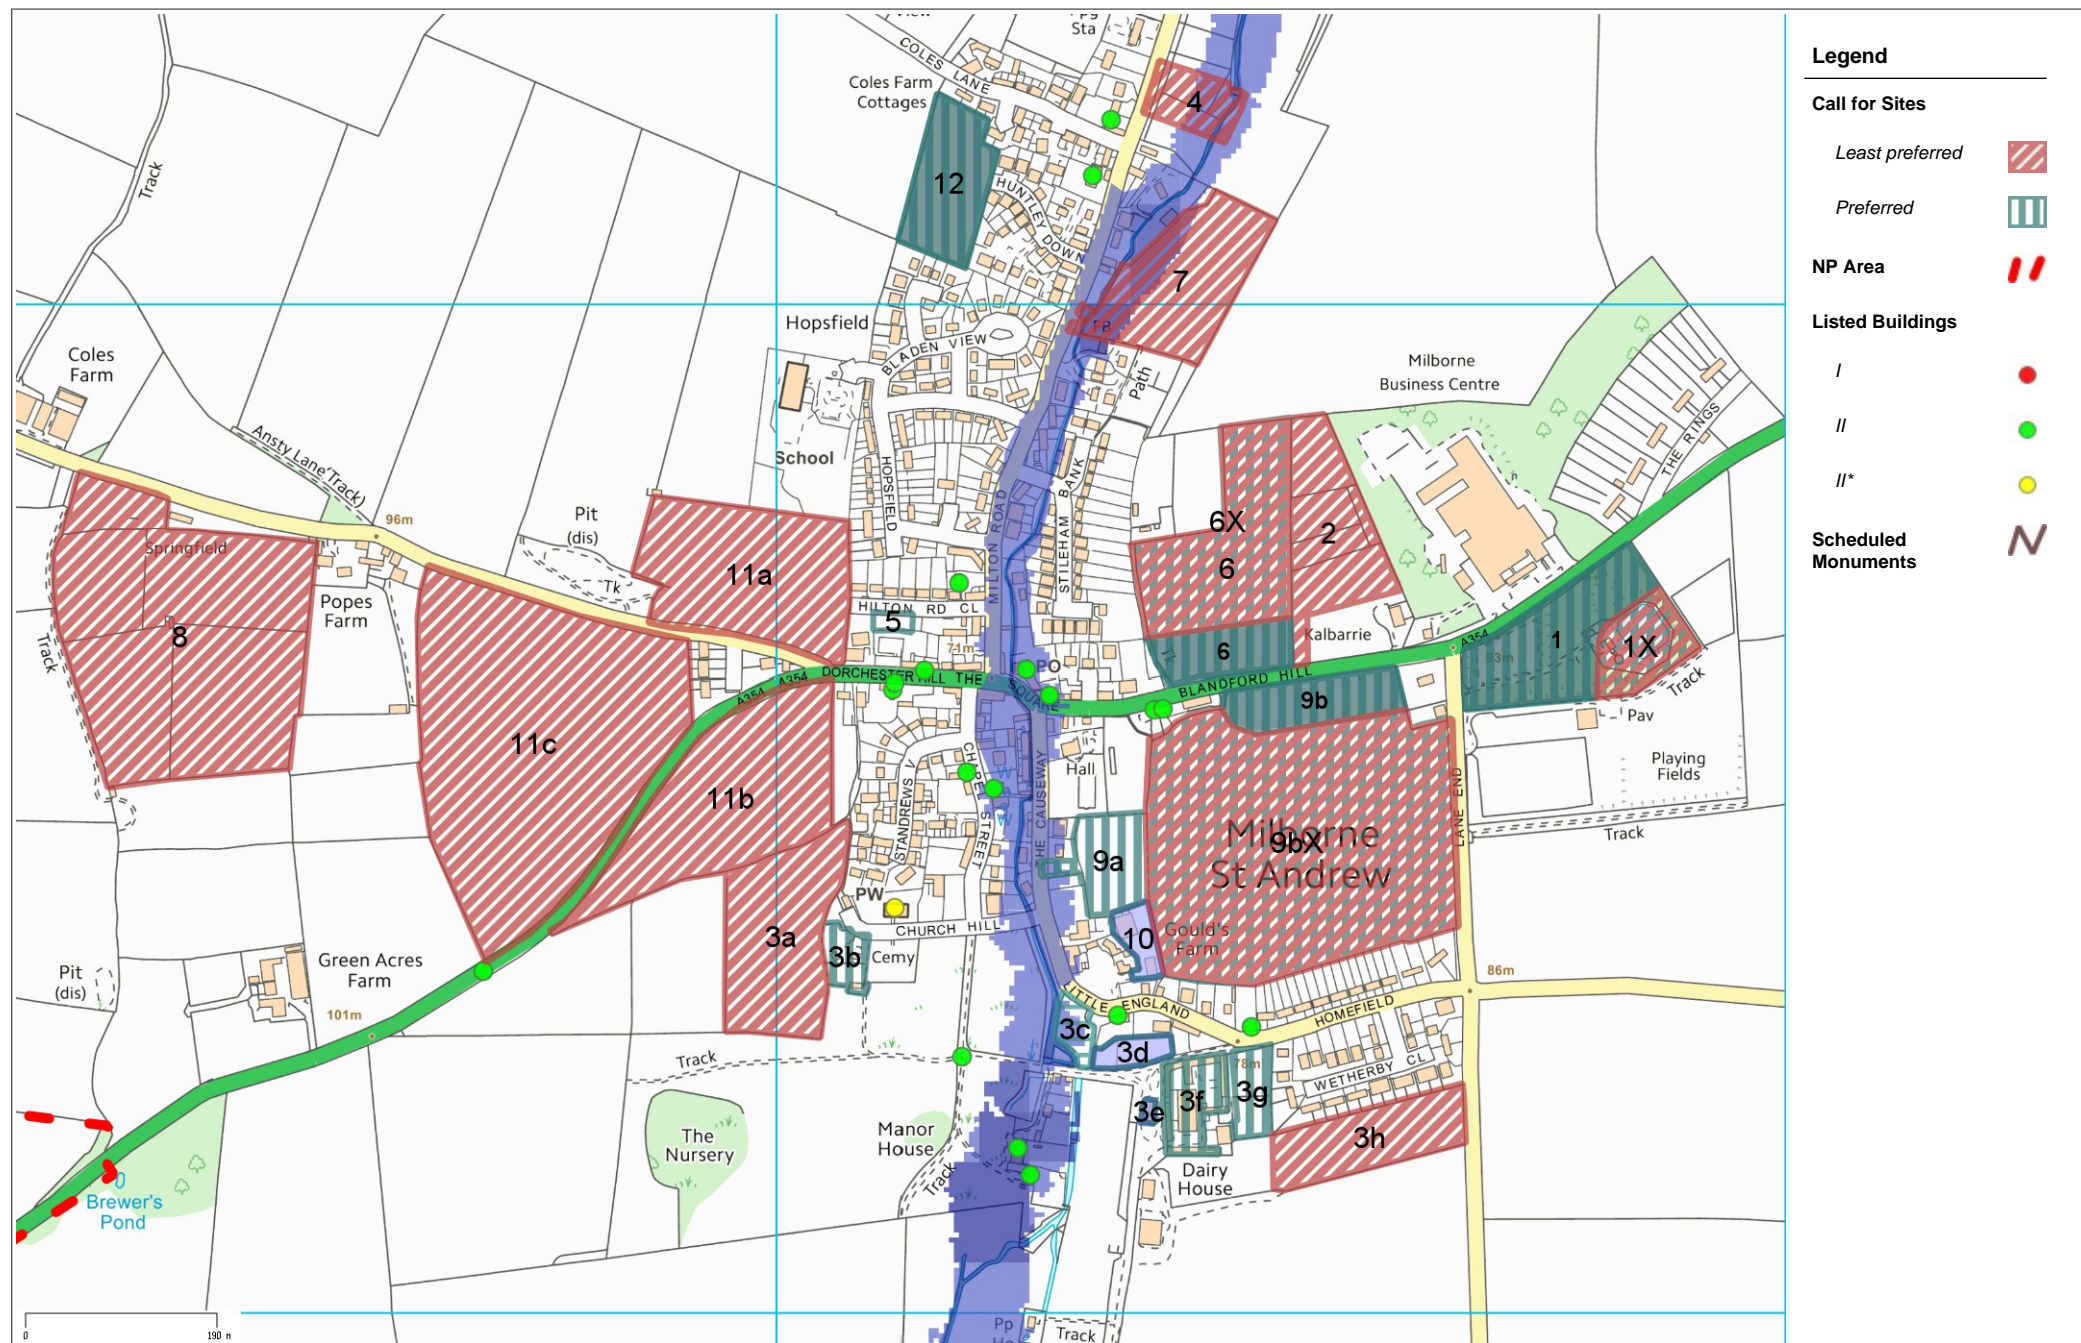 Legend
Call for Sites
Least preferred
Preferred
NP Area
Listed Buildings
I
II
II*
Scheduled
Monuments
Sta
COLES LANE
Coles Farm
Cottages
4
12
HUNTLEY DOWN
7
Track
Hopsfield
BLADEN VIEW
FB
Path
Milborne
Business Centre
THE RINGS
Coles
Farm
Ansty Lane (Track)
School
HOPSFIELD
MILTON ROAD
STILEHAM BANK
96m
Pit
(dis)
Springfield
Tk
11a
6X
2
6
HILTON RD CL
5
Popes
Farm
8
Track
71m
PO
Tk
6
Kalbarrie
A354
1
93m
1X
Track
A354
A354
DORCHESTER HILL
THE
SQUARE
BLANDFORD HILL
9b
Pav
11c
11b
CHAPEL STREET
STANDREWS V
W
W
THE CAUSEWAY
Hall
LANE END
Playing
Fields
Track
9a
Milborne
St Andrew
9bX
PW
CHURCH HILL
3a
3b
Cemy
10
Gould's
Farm
Green Acres
Farm
Pit
(dis)
101m
86m
LITTLE ENGLAND
HOMEFIELD
3c
3d
78m
WETHERBY CL
Track
3e
3f
3g
3h
The
Nursery
Manor
House
Track
Dairy
House
Brewer's
Pond
Pp
Track
0
190 m